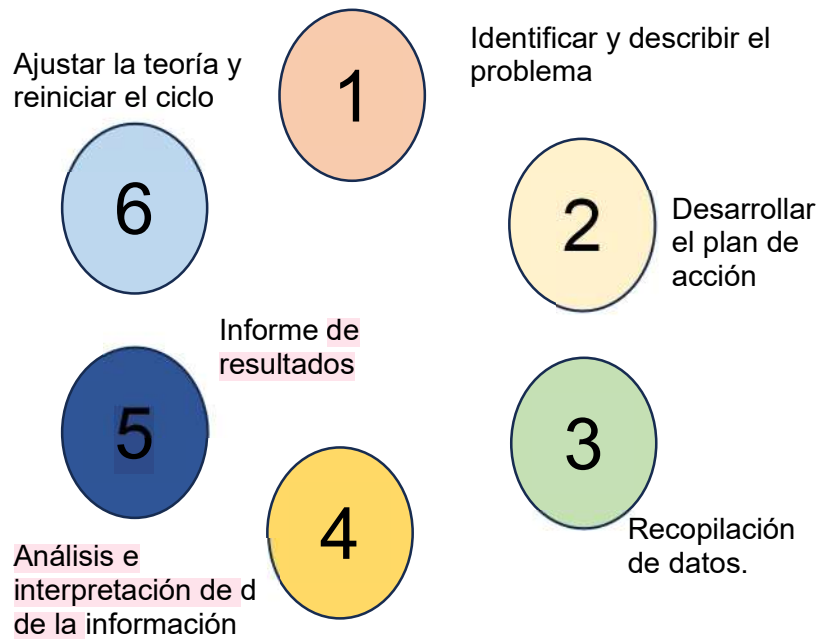 1
Identificar y describir el
problema
2
Desarrollar
el plan de
acción
3
Recopilación
de datos.
4
Análisis e
interpretación de d
de la información
5
Informe de
resultados
6
Ajustar la teoría y
reiniciar el ciclo